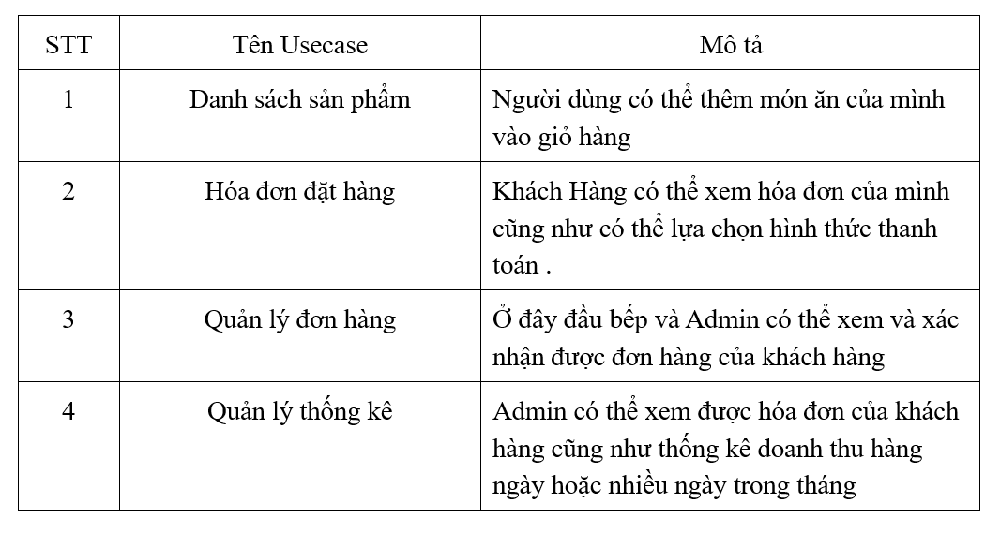 STT Tên Usecase Mô tả
1 Danh sách sản phẩm Người dùng có thể thêm món ăn của mình
vào giỏ hàng
2 Hóa đơn đặt hàng Khách Hàng có thể xem hóa đơn của mình
cũng như có thể lựa chọn hình thức thanh
toán .
3 Quản lý đơn hàng Ở đây đầu bếp và Admin có thể xem và xác
nhận được đơn hàng của khách hàng
4 Quản lý thống kê Admin có thể xem được hóa đơn của khách
hàng cũng như thống kê doanh thu hàng
ngày hoặc nhiều ngày trong tháng